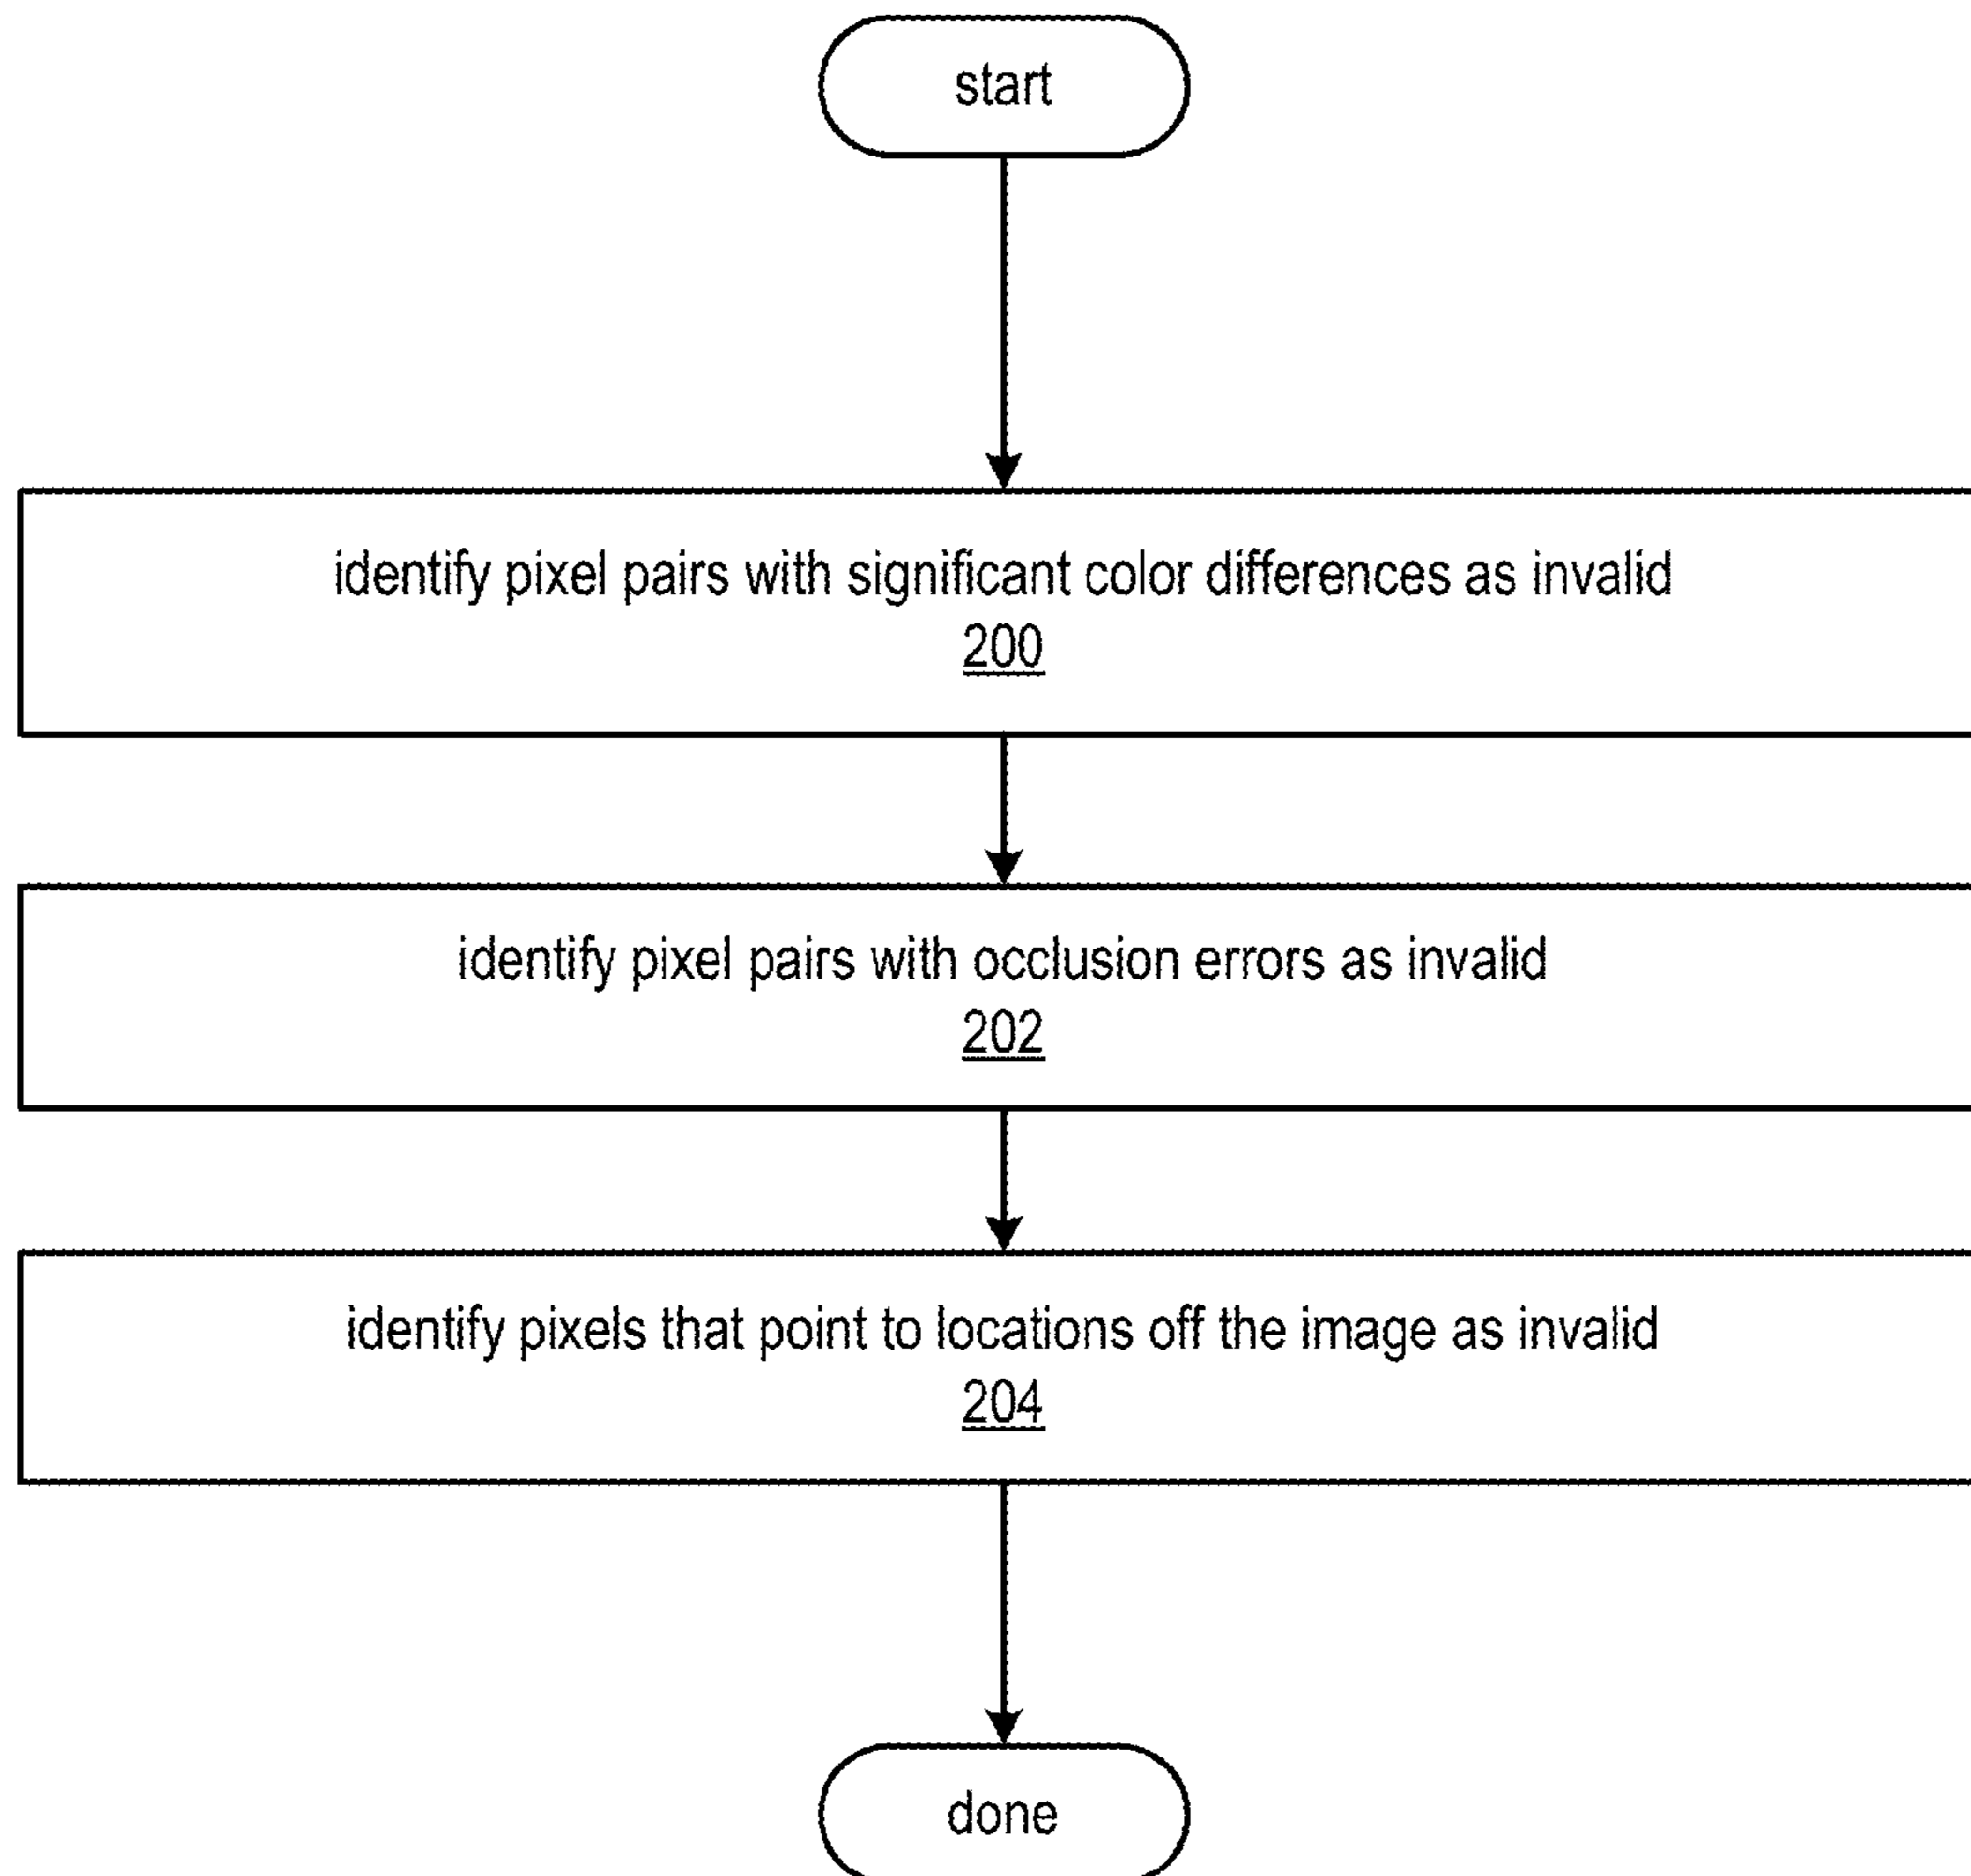 start
identify pixel pairs with significant color differences as invalid
200
identify pixel pairs with occlusion errors as invalid
202
identify pixels that point to locations off the image as invalid
204
done